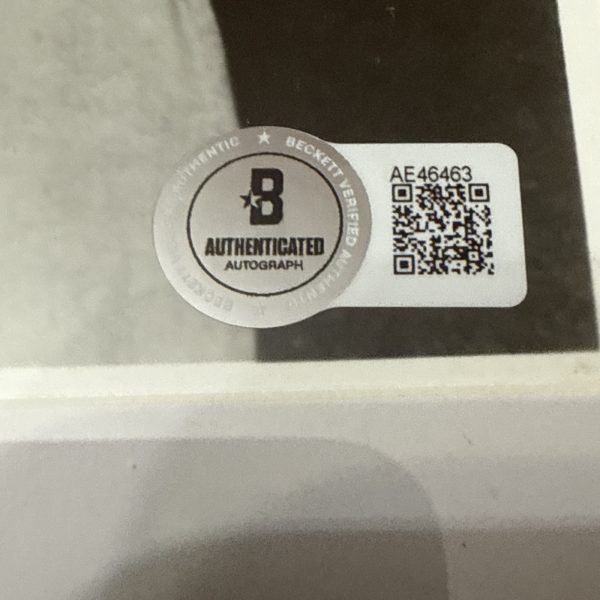 BECKETT VERIFIED AUTHENTIC
B
AUTHENTICATED
AUTOGRAPH
AE46463